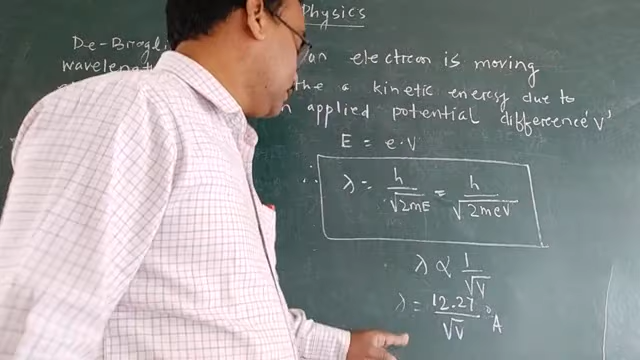 Physics
De-Brogli an electron is moving
wavelengt the a kinetic energy due to
applied potential difference 'V'
E = e·V
∴ λ = h/√2mE = h/√2meV
λ ∝ 1/√V
λ = 12.27/√V Å